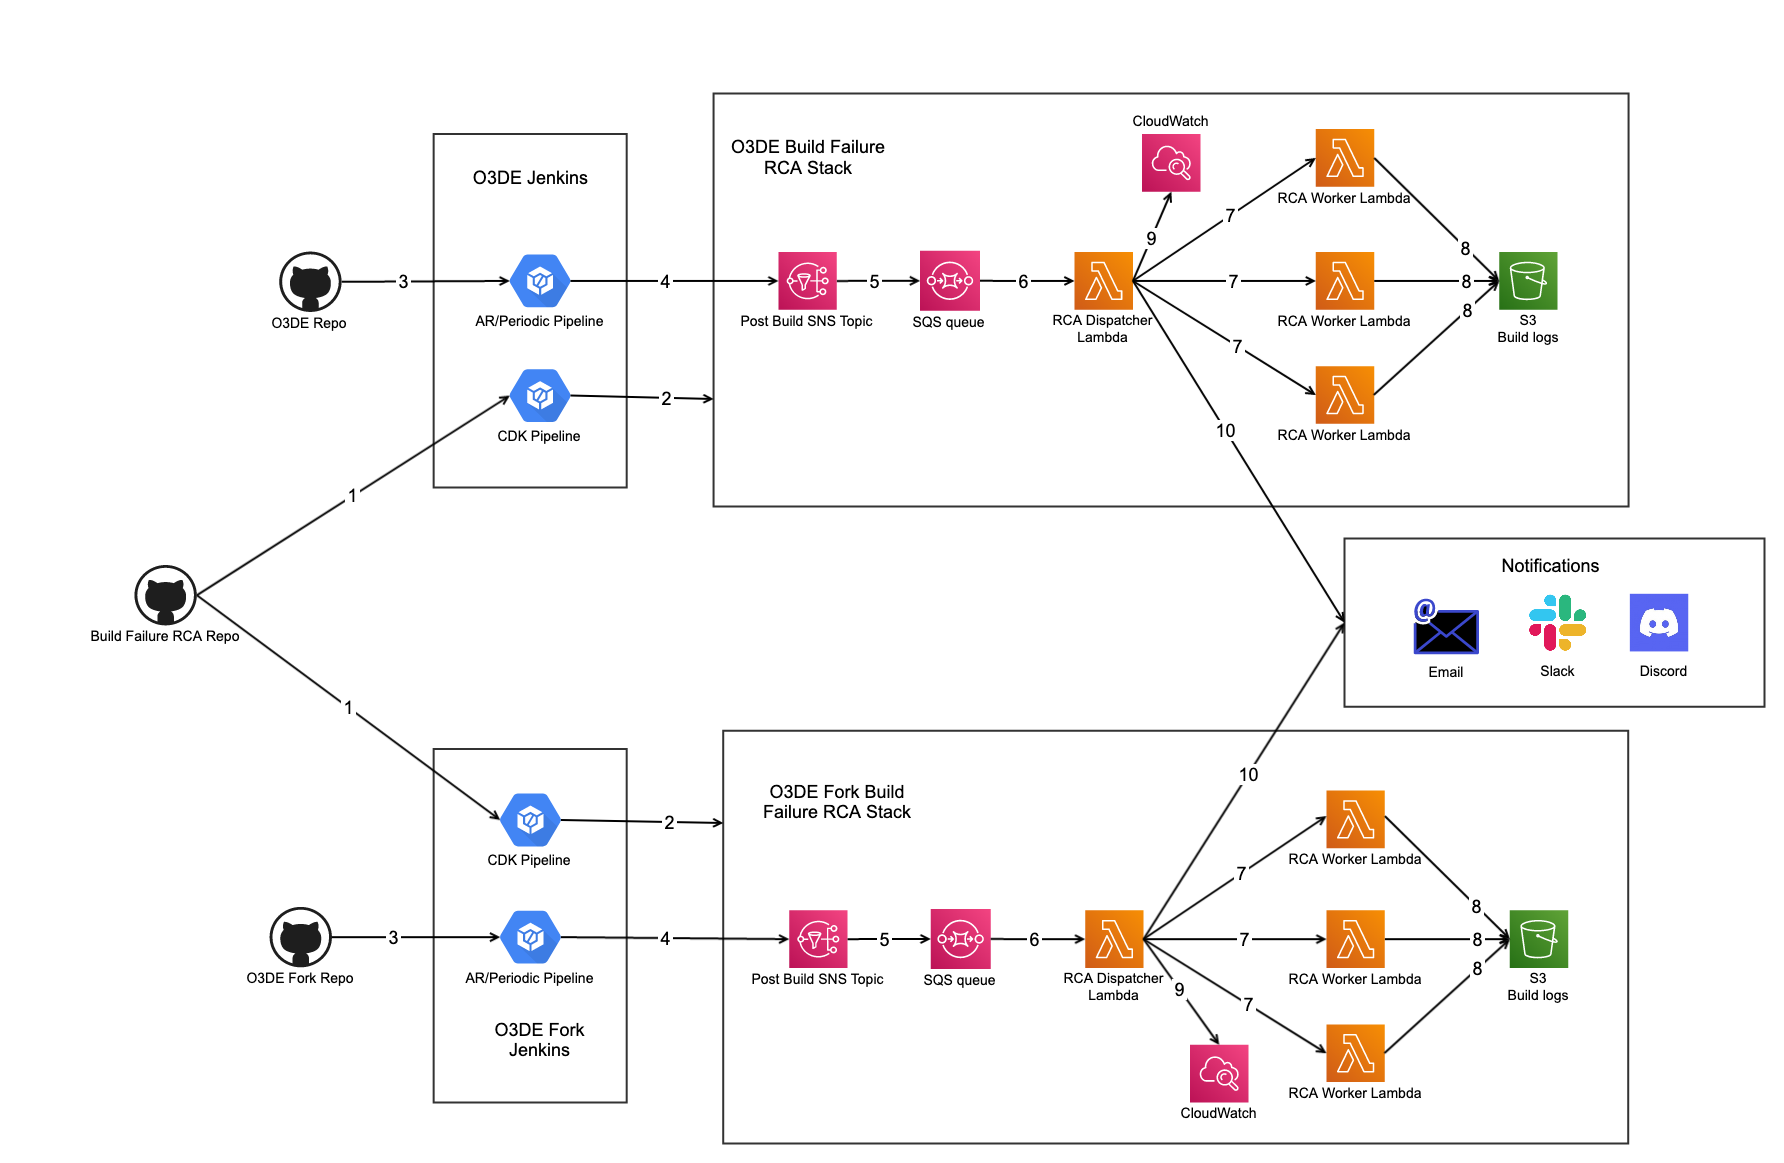 CloudWatch
O3DE Build Failure
RCA Stack
O3DE Jenkins
RCA Worker Lambda
7
9
8
3
4
5
6
7
8
O3DE Repo
AR/Periodic Pipeline
Post Build SNS Topic
SQS queue
RCA Dispatcher
Lambda
RCA Worker Lambda
S3
Build logs
8
7
2
10
CDK Pipeline
RCA Worker Lambda
1
Notifications
Build Failure RCA Repo
@
Email
Slack
Discord
1
10
O3DE Fork Build
Failure RCA Stack
2
CDK Pipeline
RCA Worker Lambda
7
8
3
4
5
6
7
8
O3DE Fork Repo
AR/Periodic Pipeline
Post Build SNS Topic
SQS queue
RCA Dispatcher
Lambda
RCA Worker Lambda
S3
Build logs
8
9
7
O3DE Fork
Jenkins
RCA Worker Lambda
CloudWatch